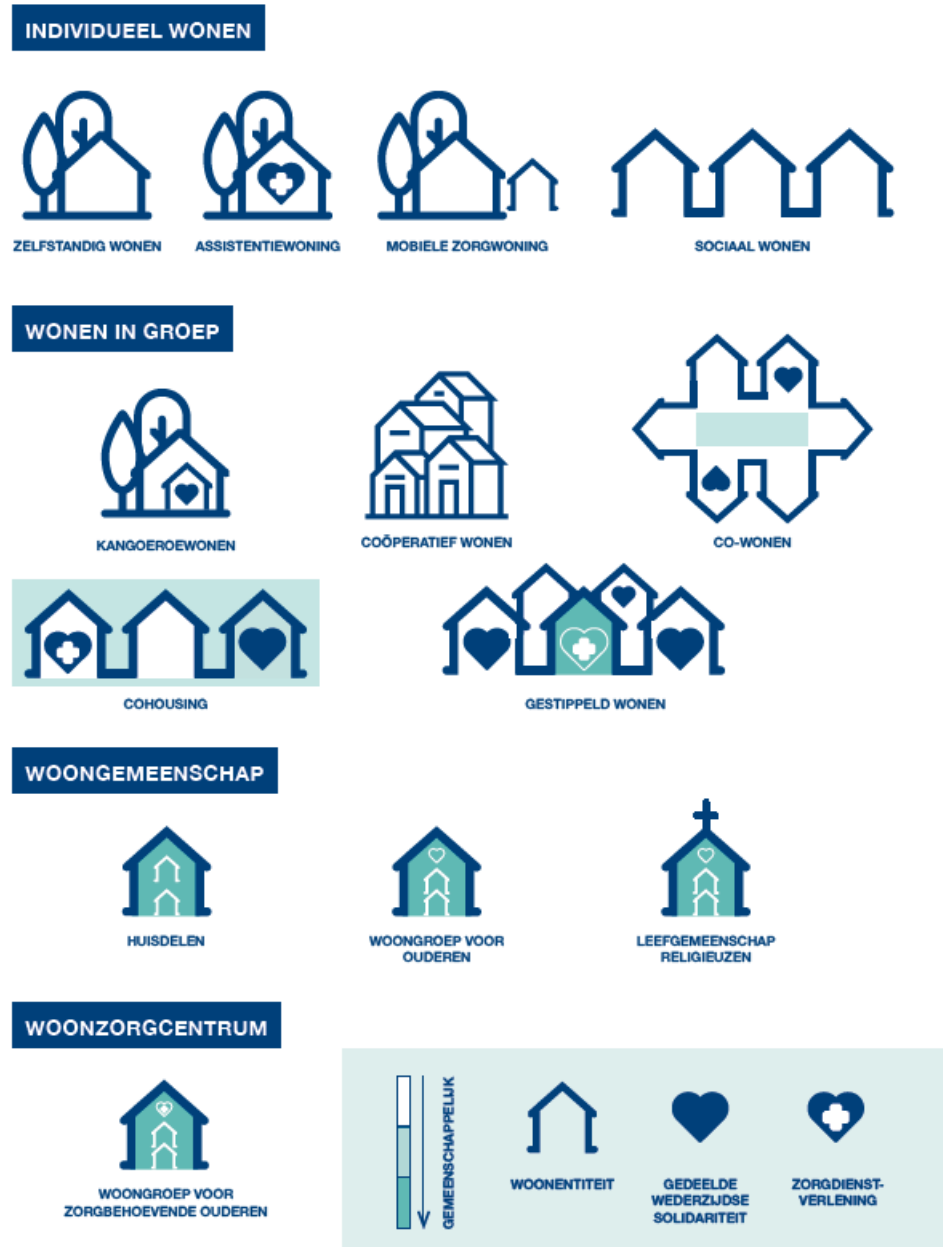 INDIVIDUEEL WONEN
ZELFSTANDIG WONEN
ASSISTENTIEWONING
MOBIELE ZORGWONING
SOCIAAL WONEN
WONEN IN GROEP
KANGOEROEWONEN
COÖPERATIEF WONEN
CO-WONEN
COHOUSING
GESTIPPELD WONEN
WOONGEMEENSCHAP
HUISDELEN
WOONGROEP VOOR
OUDEREN
LEEFGEMEENSCHAP
RELIGIEUZEN
WOONZORGCENTRUM
WOONGROEP VOOR
ZORGBEHOEVENDE OUDEREN
GEMEENSCHAPPELIJK
WOONENTITEIT
GEDEELDE
WEDERZIJDSE
SOLIDARITEIT
ZORGDIENST-
VERLENING